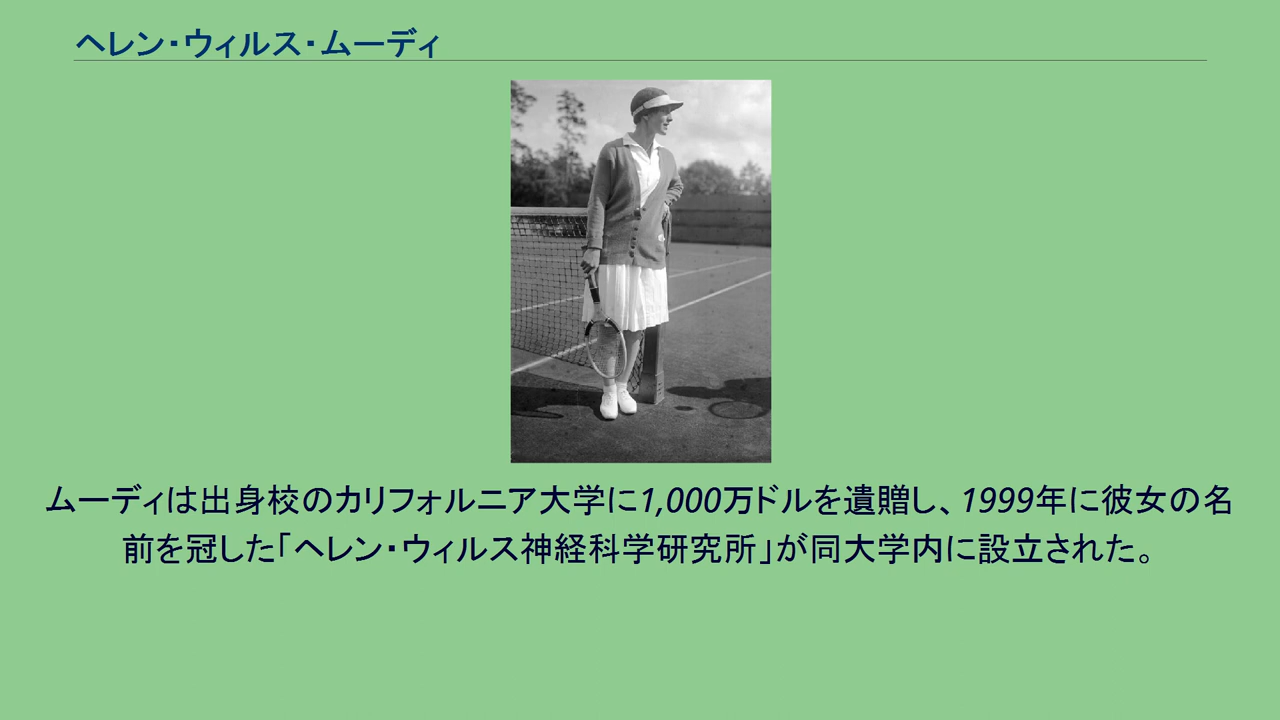 ヘレン・ウィルス・ムーディ
ムーディは出身校のカリフォルニア大学に1,000万ドルを遺贈し、1999年に彼女の名
前を冠した「ヘレン・ウィルス神経科学研究所」が同大学内に設立された。